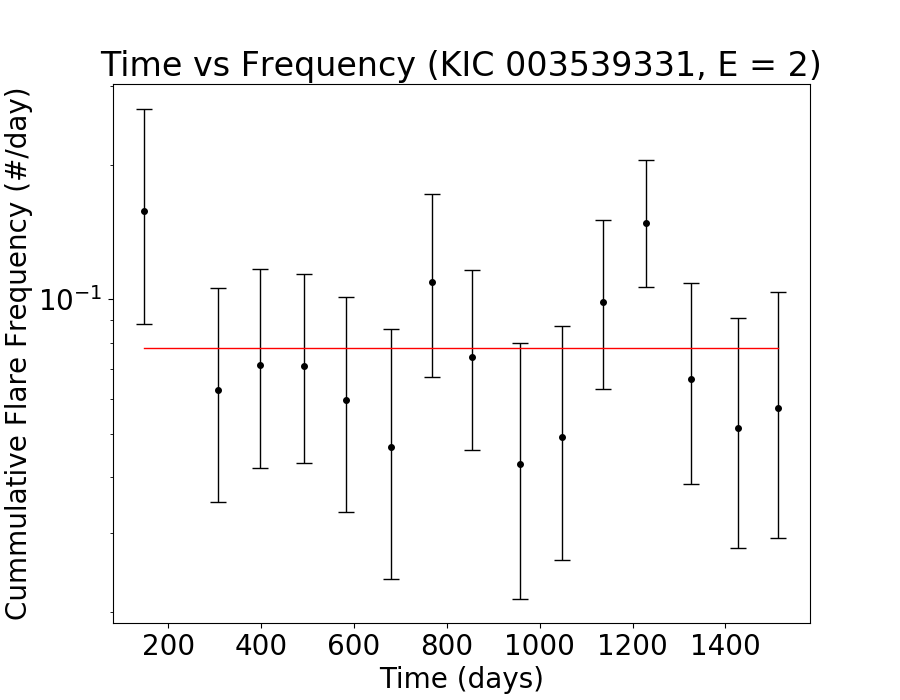 Time vs Frequency (KIC 003539331, E = 2)
Cummulative Flare Frequency (#/day)
10⁻¹
200 400 600 800 1000 1200 1400
Time (days)